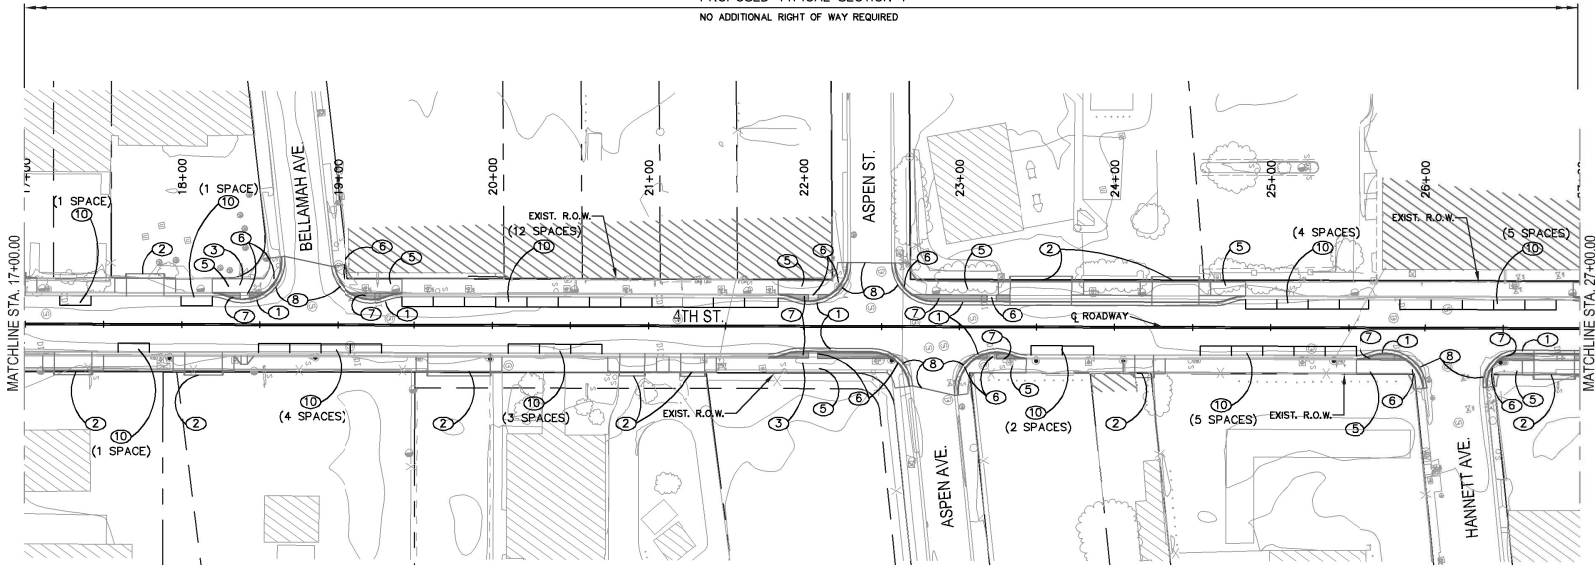 NO ADDITIONAL RIGHT OF WAY REQUIRED
18+00
19+00
20+00
21+00
22+00
23+00
24+00
25+00
26+00
BELLAMAH AVE.
ASPEN ST.
(1 SPACE)
10
(1 SPACE)
10
2
3
5
6
6
5
EXIST. R.O.W.
(12 SPACES)
10
5
6
6
5
2
5
(4 SPACES)
10
EXIST. R.O.W.
(5 SPACES)
10
7
1
8
7
1
7
1
8
7
1
6
4TH ST.
℄ ROADWAY
7
7
1
8
1
MATCHLINE STA. 17+00.00
MATCHLINE STA. 27+00.00
2
10
(1 SPACE)
2
10
(4 SPACES)
2
10
(3 SPACES)
2
EXIST. R.O.W.
3
5
6
8
6
5
10
(2 SPACES)
2
10
(5 SPACES)
EXIST. R.O.W.
5
6
6
5
2
ASPEN AVE.
HANNETT AVE.